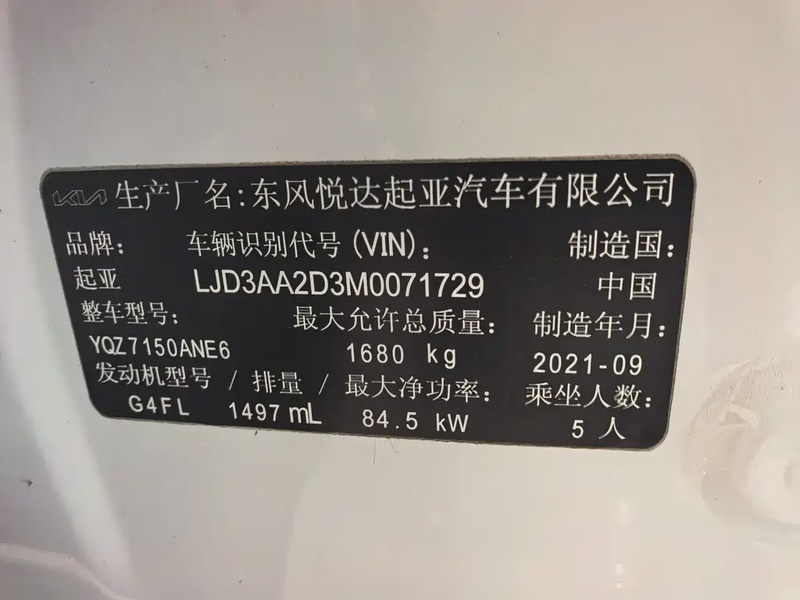 KIA 生产厂名:东风悦达起亚汽车有限公司
品牌: 车辆识别代号(VIN): 制造国:
起亚 LJD3AA2D3M0071729 中国
整车型号: 最大允许总质量: 制造年月:
YQZ7150ANE6 1680 kg 2021-09
发动机型号 / 排量 / 最大净功率: 乘坐人数:
G4FL 1497 mL 84.5 kW 5 人